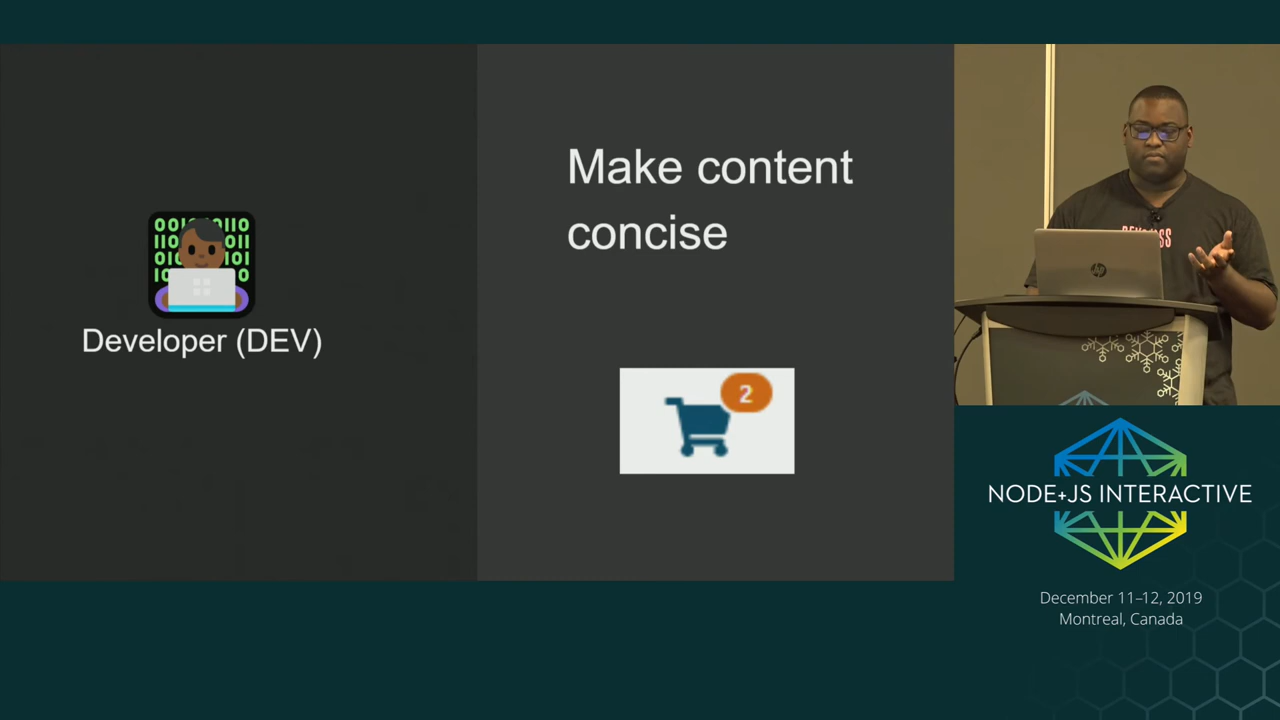 Make content
concise
Developer (DEV)
2
NODE+JS INTERACTIVE
December 11–12, 2019
Montreal, Canada